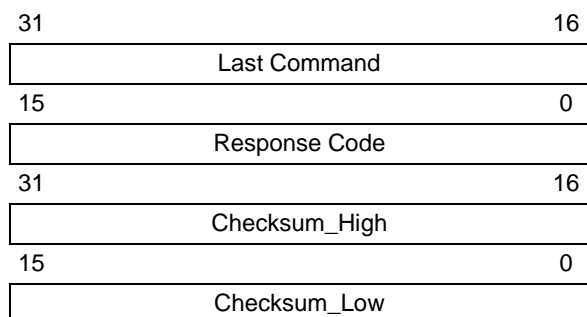 31 16
Last Command
15 0
Response Code
31 16
Checksum_High
15 0
Checksum_Low